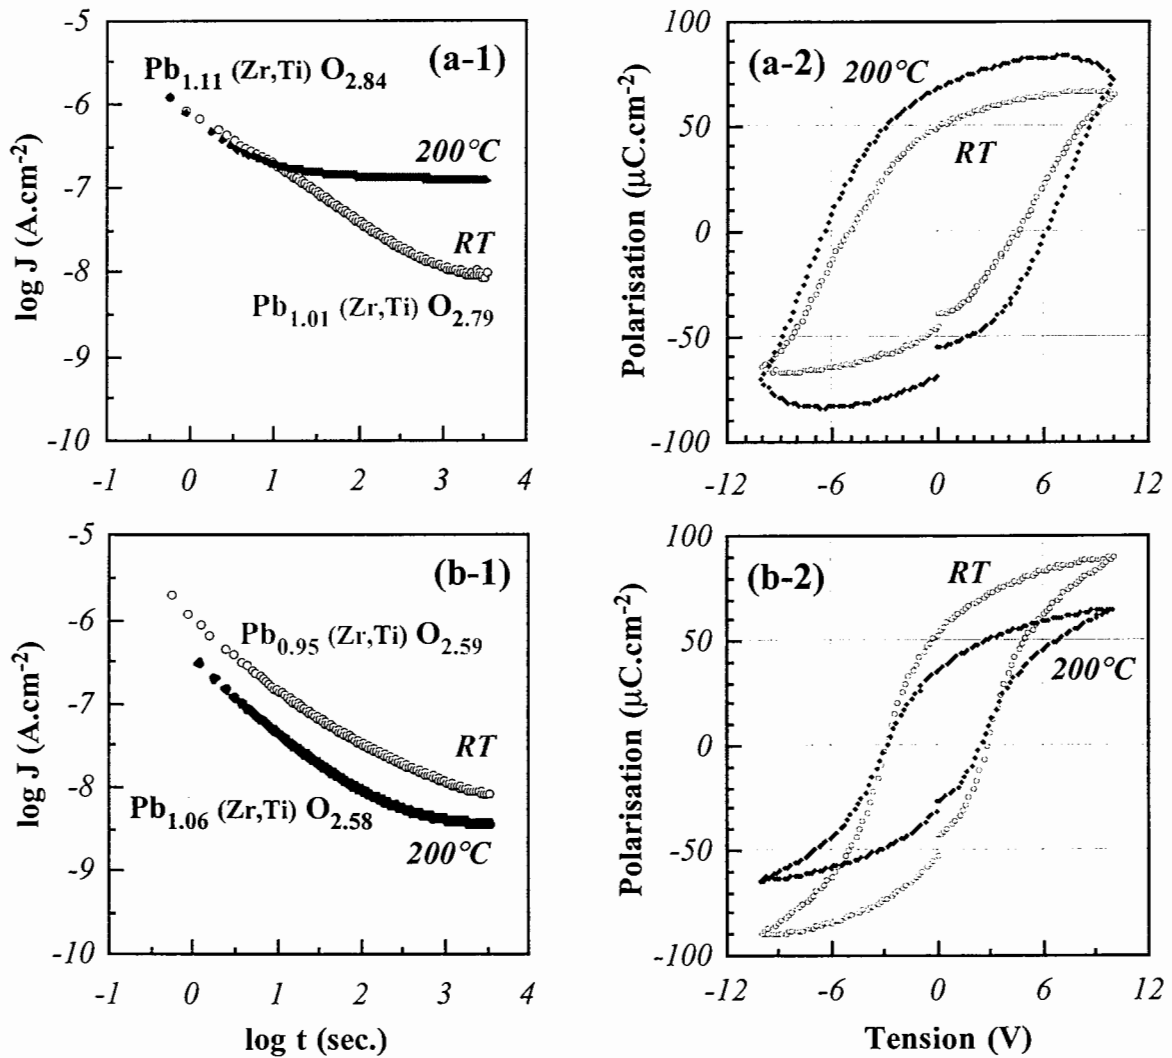 -5
(a-1)
Pb1.11 (Zr,Ti) O2.84
-6
200°C
-7
RT
-8
Pb1.01 (Zr,Ti) O2.79
-9
-10
-1 0 1 2 3 4
log J (A.cm-2)
100
(a-2)
200°C
50
RT
0
-50
-100
-12 -6 0 6 12
Polarisation (μC.cm-2)
-5
(b-1)
-6
Pb0.95 (Zr,Ti) O2.59
-7
RT
-8
Pb1.06 (Zr,Ti) O2.58
200°C
-9
-10
-1 0 1 2 3 4
log J (A.cm-2)
log t (sec.)
100
(b-2)
RT
50
200°C
0
-50
-100
-12 -6 0 6 12
Polarisation (μC.cm-2)
Tension (V)